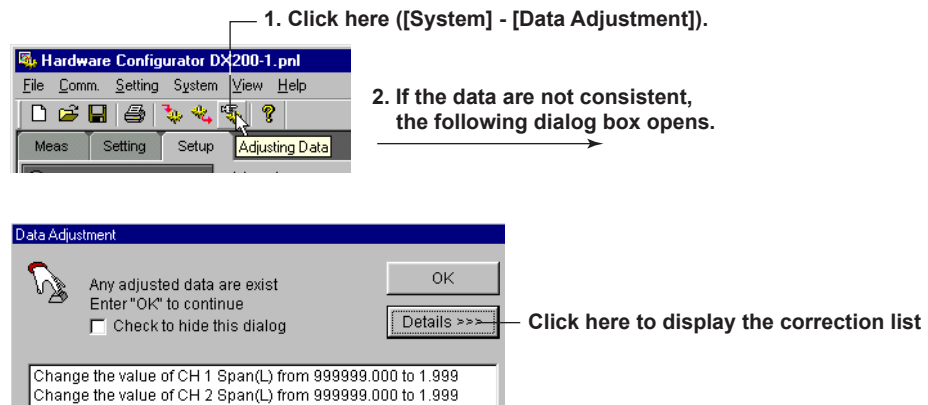 1. Click here ([System] - [Data Adjustment]).
Hardware Configurator DX200-1.pnl
File Comm. Setting System View Help
Meas Setting Setup Adjusting Data
2. If the data are not consistent,
the following dialog box opens.
Data Adjustment
Any adjusted data are exist
Enter "OK" to continue
Check to hide this dialog
OK
Details >>>
Click here to display the correction list
Change the value of CH 1 Span(L) from 999999.000 to 1.999
Change the value of CH 2 Span(L) from 999999.000 to 1.999